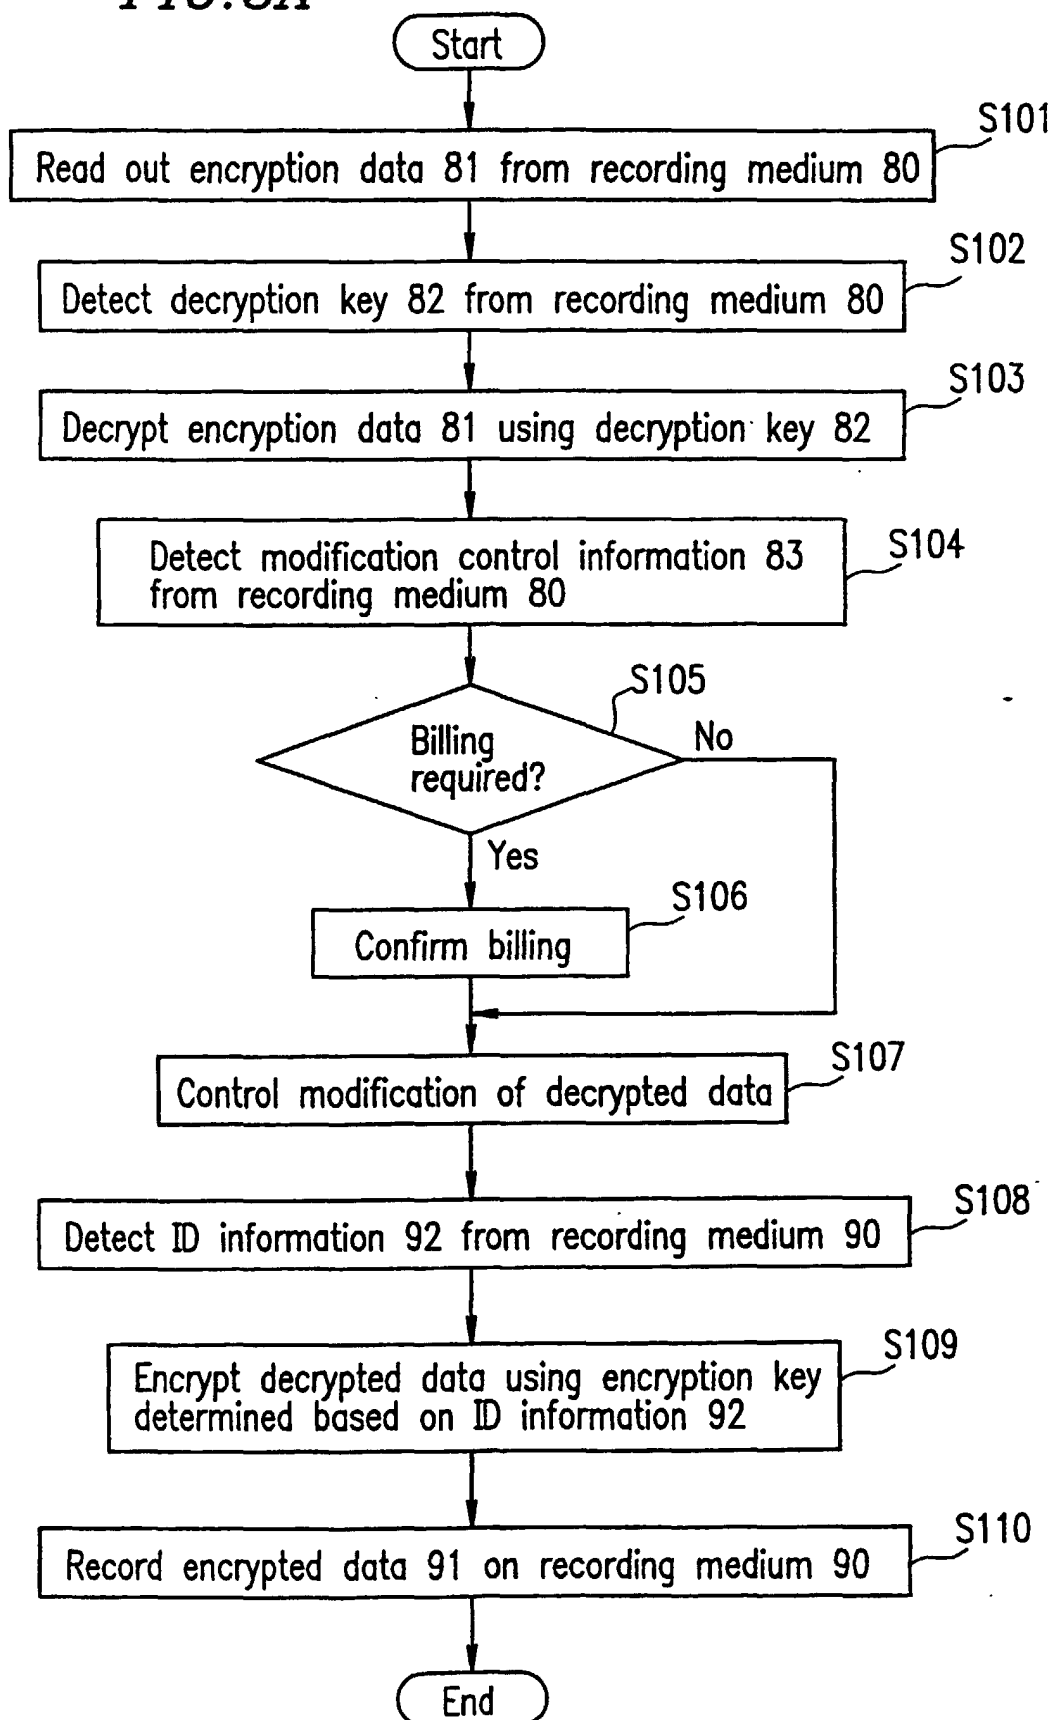 Start
S101
Read out encryption data 81 from recording medium 80
S102
Detect decryption key 82 from recording medium 80
S103
Decrypt encryption data 81 using decryption key 82
S104
Detect modification control information 83
from recording medium 80
S105
Billing
required?
No
Yes
S106
Confirm billing
S107
Control modification of decrypted data
S108
Detect ID information 92 from recording medium 90
S109
Encrypt decrypted data using encryption key
determined based on ID information 92
S110
Record encrypted data 91 on recording medium 90
End